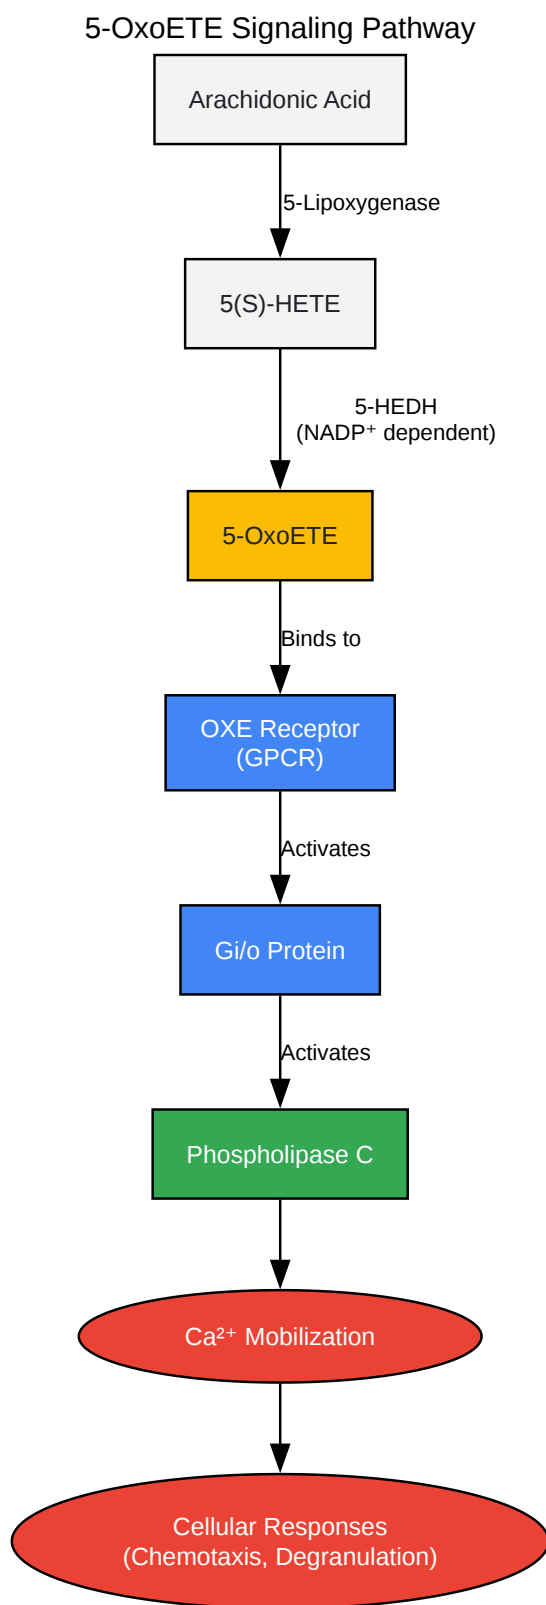 5-OxoETE Signaling Pathway
Arachidonic Acid
5-Lipoxygenase
5(S)-HETE
5-HEDH
(NADP⁺ dependent)
5-OxoETE
Binds to
OXE Receptor
(GPCR)
Activates
Gi/o Protein
Activates
Phospholipase C
Ca²⁺ Mobilization
Cellular Responses
(Chemotaxis, Degranulation)